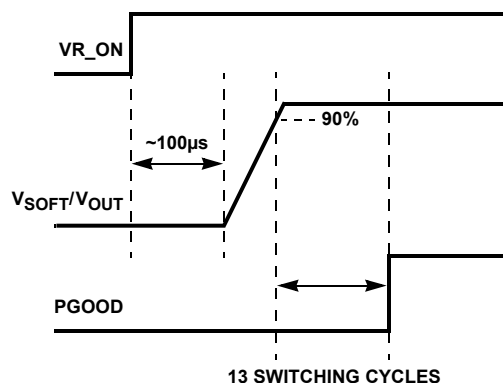 VR_ON
90%
~100µs
VSOFT/VOUT
PGOOD
13 SWITCHING CYCLES